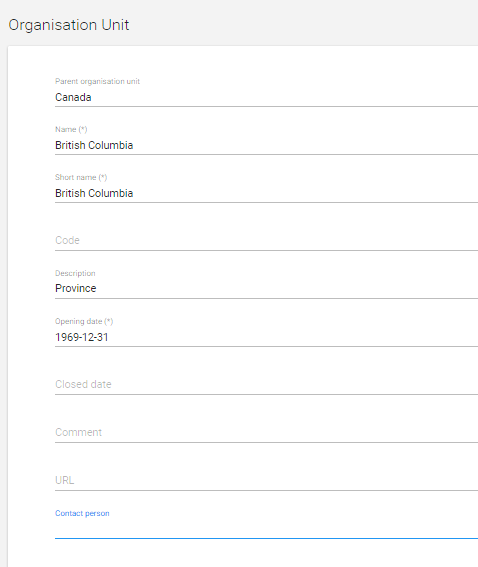 Organisation Unit
Parent organisation unit
Canada
Name (*)
British Columbia
Short name (*)
British Columbia
Code
Description
Province
Opening date (*)
1969-12-31
Closed date
Comment
URL
Contact person